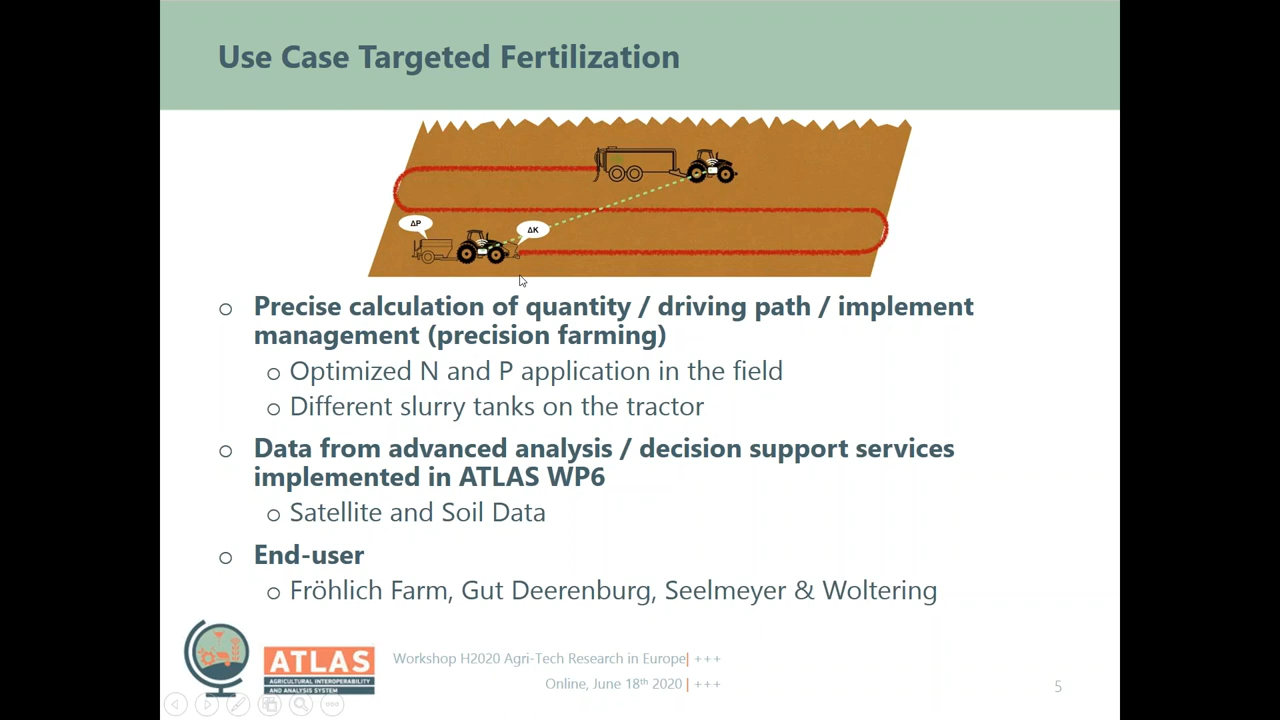 Use Case Targeted Fertilization
ΔP
ΔK
o Precise calculation of quantity / driving path / implement
management (precision farming)
o Optimized N and P application in the field
o Different slurry tanks on the tractor
o Data from advanced analysis / decision support services
implemented in ATLAS WP6
o Satellite and Soil Data
o End-user
o Fröhlich Farm, Gut Deerenburg, Seelmeyer & Woltering
ATLAS
AGRICULTURAL INTEROPERABILITY
AND ANALYSIS SYSTEM
Workshop H2020 Agri-Tech Research in Europe| +++
Online, June 18th 2020 | +++
5